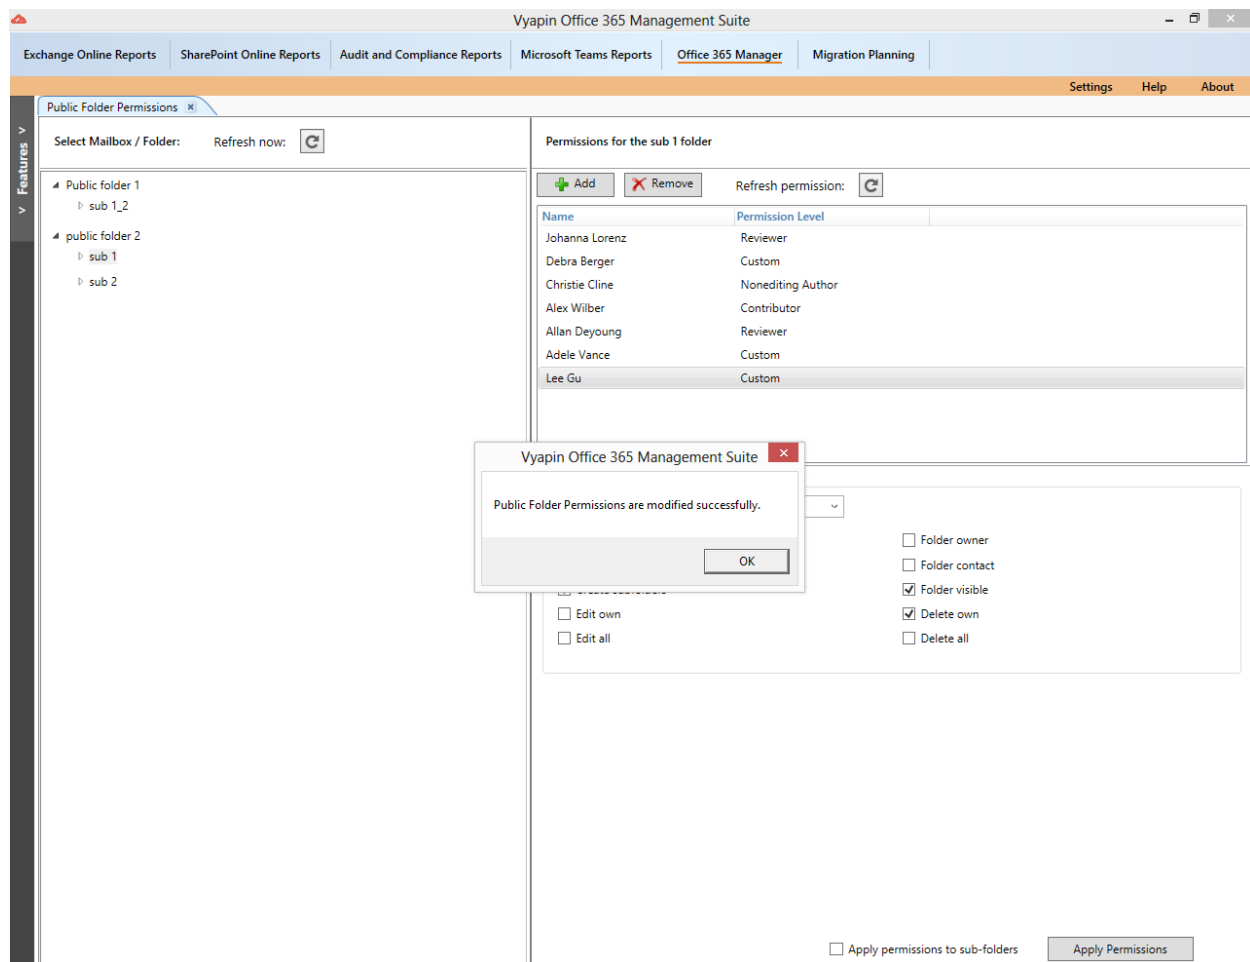 Vyapin Office 365 Management Suite
Exchange Online Reports SharePoint Online Reports Audit and Compliance Reports Microsoft Teams Reports Office 365 Manager Migration Planning
Settings Help About
Public Folder Permissions
Features
Select Mailbox / Folder: Refresh now:
Public folder 1
sub 1_2
public folder 2
sub 1
sub 2
Permissions for the sub 1 folder
Add Remove Refresh permission:
Name Permission Level
Johanna Lorenz Reviewer
Debra Berger Custom
Christie Cline Nonediting Author
Alex Wilber Contributor
Allan Deyoung Reviewer
Adele Vance Custom
Lee Gu Custom
Vyapin Office 365 Management Suite
Public Folder Permissions are modified successfully.
OK
Folder owner
Folder contact
Create subfolders Folder visible
Edit own Delete own
Edit all Delete all
Apply permissions to sub-folders Apply Permissions